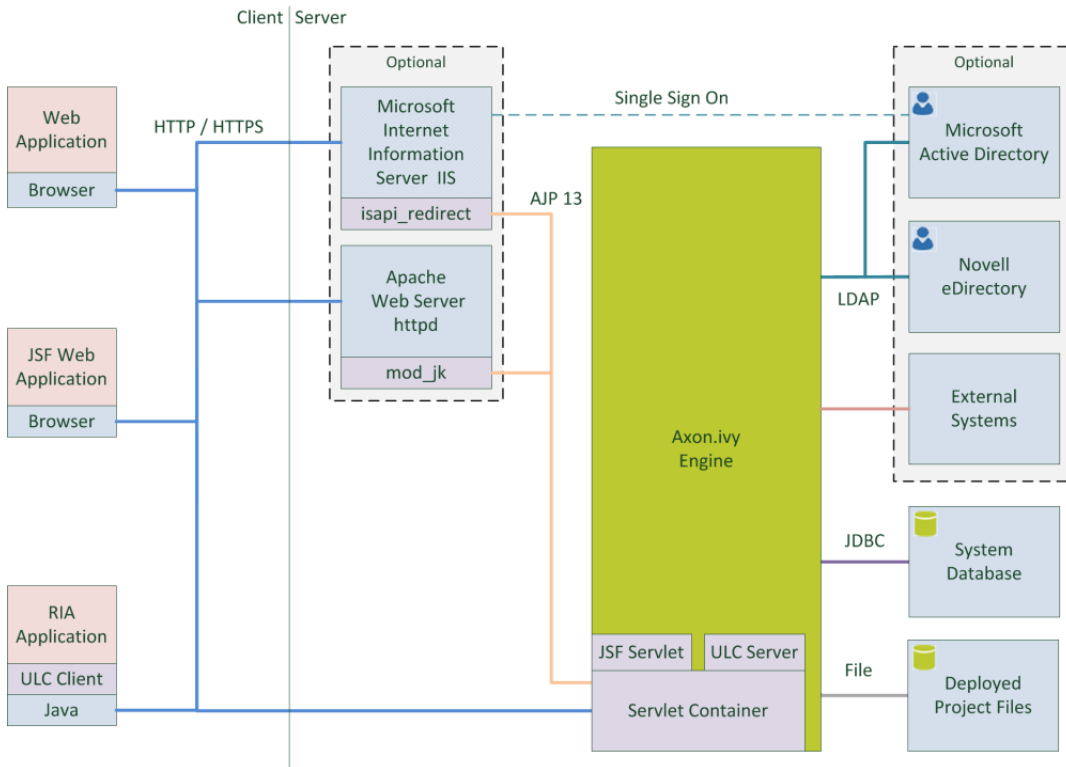 Client
Server
Optional
Optional
Web
Application
Browser
HTTP / HTTPS
Microsoft
Internet
Information
Server IIS
isapi_redirect
Single Sign On
Microsoft
Active Directory
AJP 13
Apache
Web Server
httpd
mod_jk
Novell
eDirectory
LDAP
JSF Web
Application
Browser
External
Systems
Axon.ivy
Engine
JDBC
System
Database
RIA
Application
ULC Client
Java
JSF Servlet
ULC Server
Servlet Container
File
Deployed
Project Files